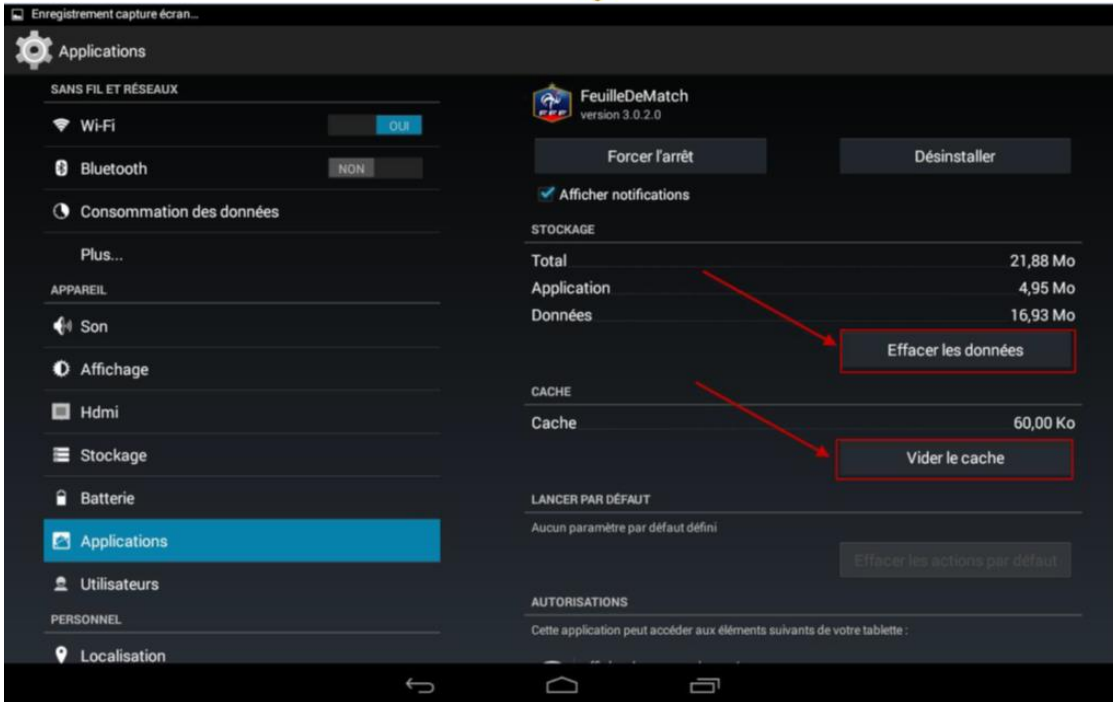 Enregistrement capture écran...
Applications
SANS FIL ET RÉSEAUX
Wi-Fi
OUI
Bluetooth
NON
Consommation des données
Plus...
APPAREIL
Son
Affichage
Hdmi
Stockage
Batterie
Applications
Utilisateurs
PERSONNEL
Localisation
FeuilleDeMatch
version 3.0.2.0
Forcer l'arrêt
Désinstaller
Afficher notifications
STOCKAGE
Total 21,88 Mo
Application 4,95 Mo
Données 16,93 Mo
Effacer les données
CACHE
Cache 60,00 Ko
Vider le cache
LANCER PAR DÉFAUT
Aucun paramètre par défaut défini
Effacer les actions par défaut
AUTORISATIONS
Cette application peut accéder aux éléments suivants de votre tablette :